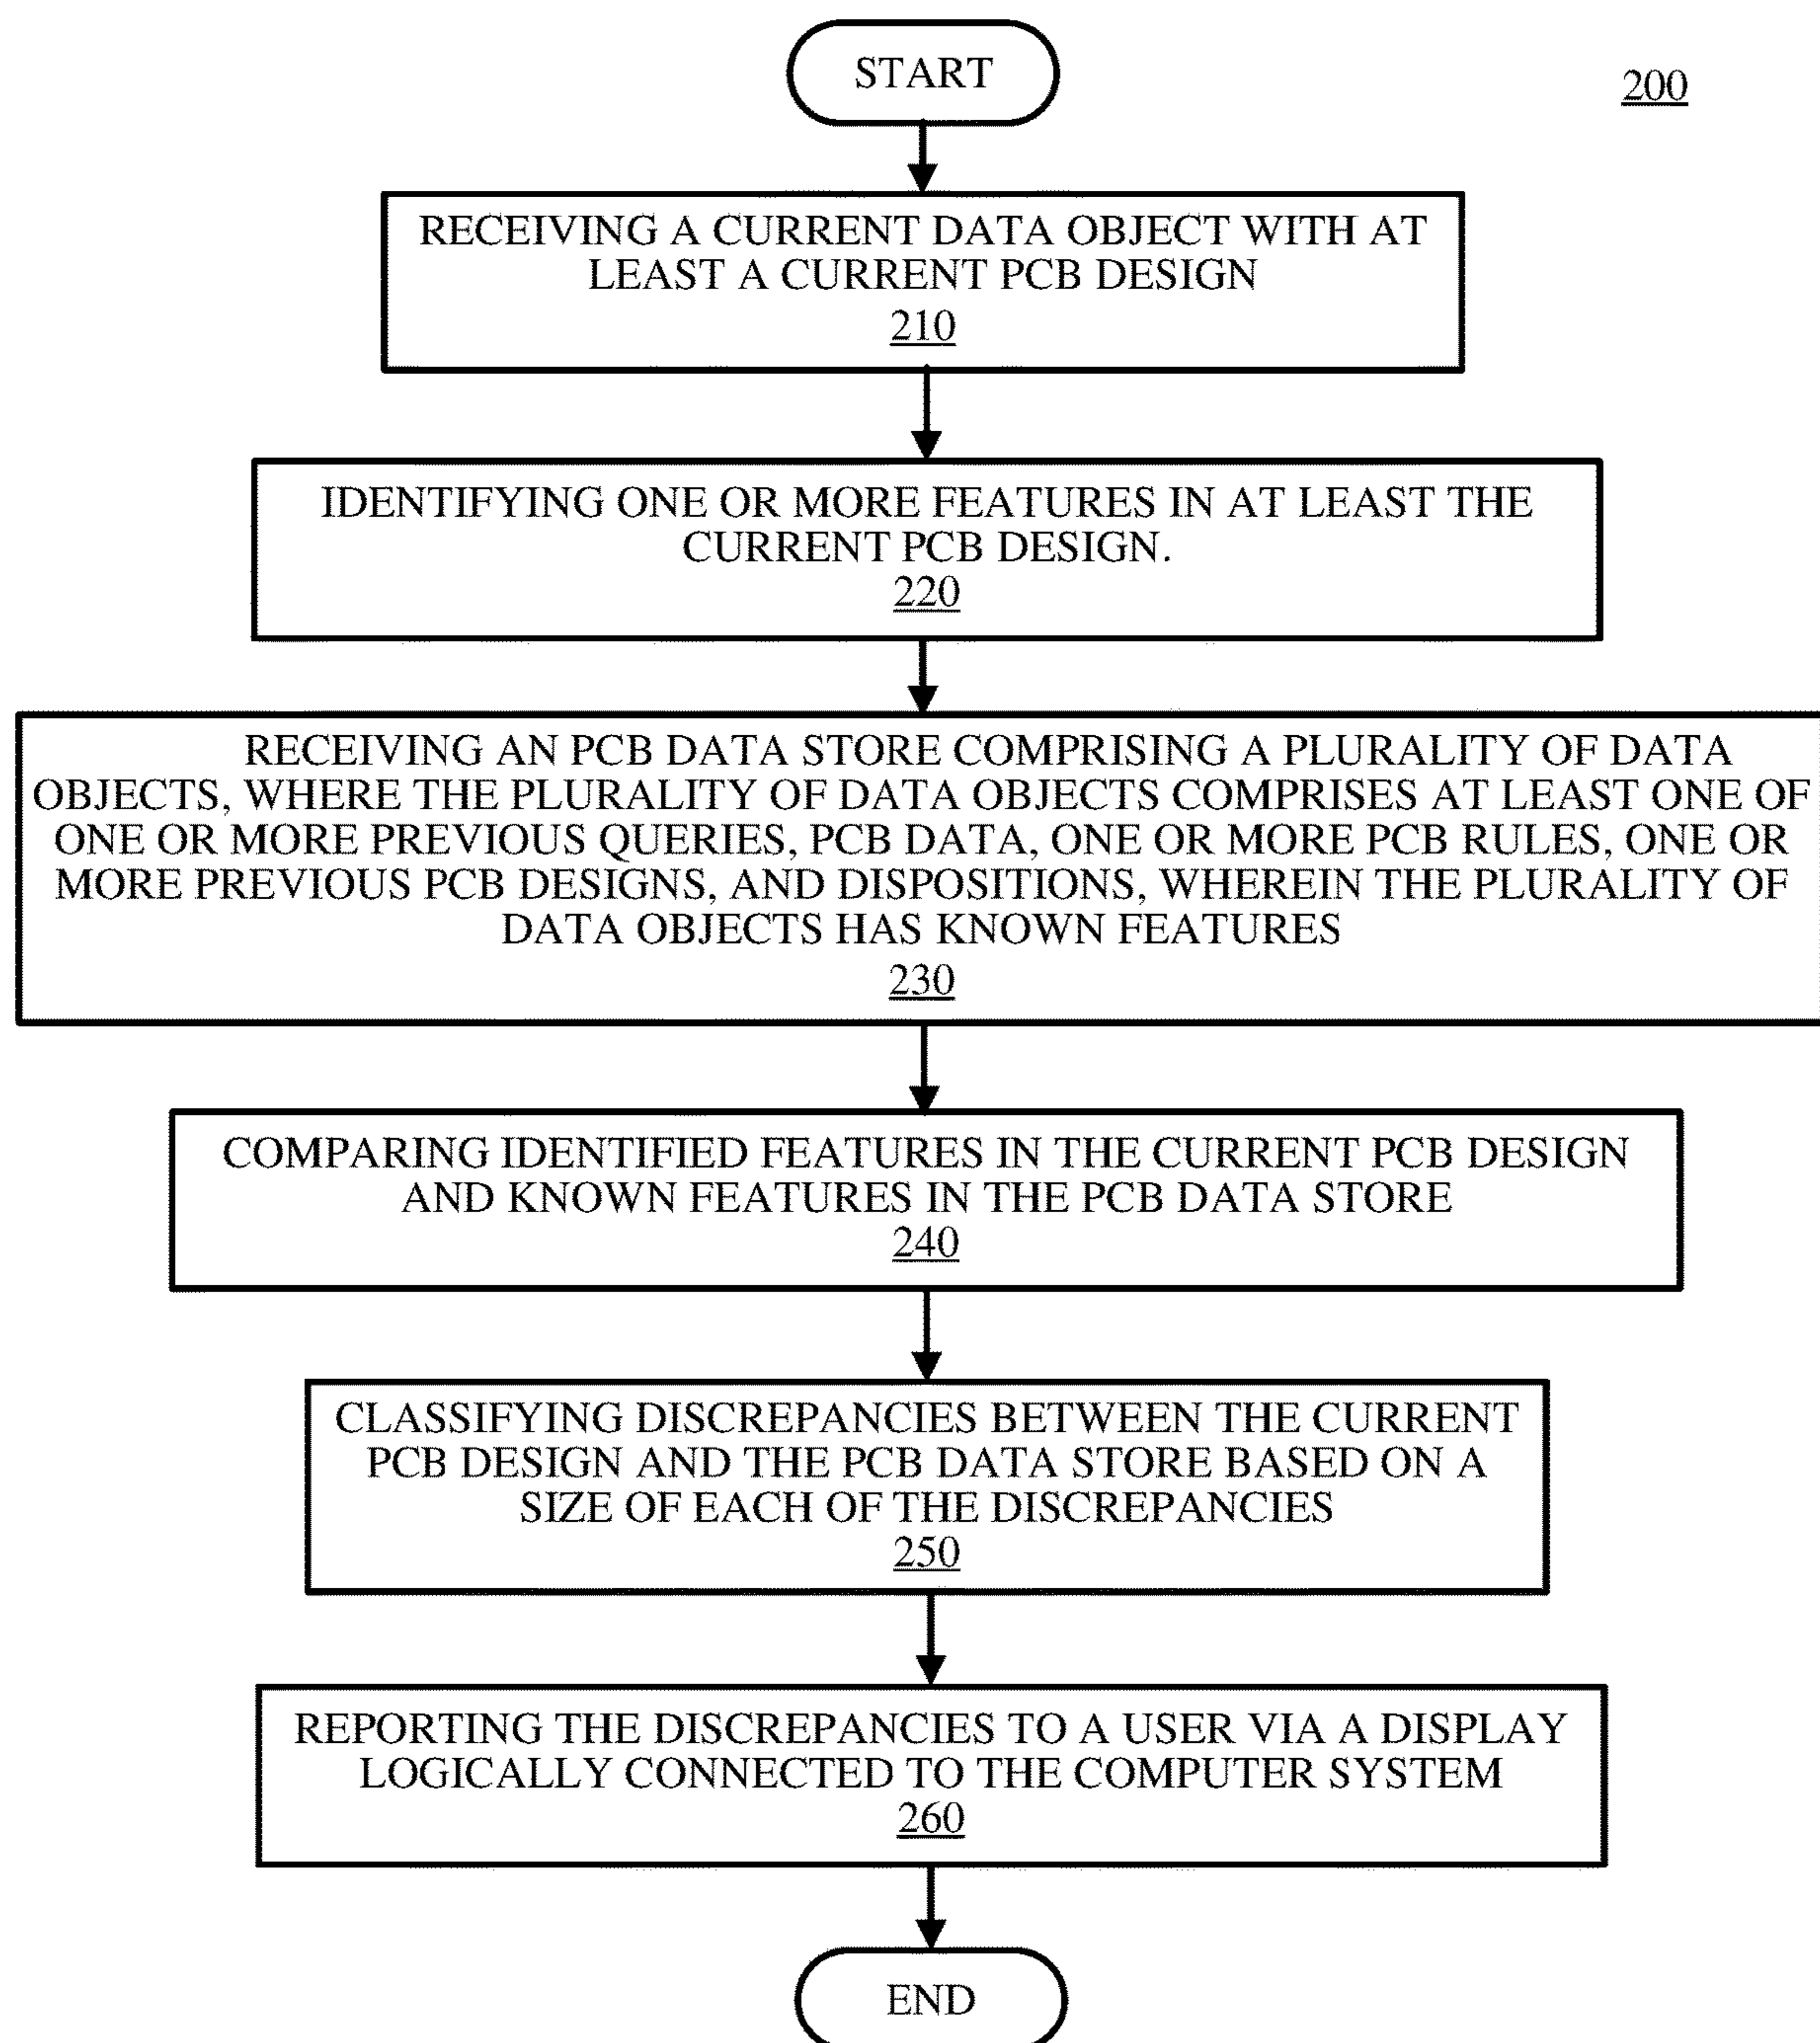 START
200
RECEIVING A CURRENT DATA OBJECT WITH AT
LEAST A CURRENT PCB DESIGN
210
IDENTIFYING ONE OR MORE FEATURES IN AT LEAST THE
CURRENT PCB DESIGN.
220
RECEIVING AN PCB DATA STORE COMPRISING A PLURALITY OF DATA
OBJECTS, WHERE THE PLURALITY OF DATA OBJECTS COMPRISES AT LEAST ONE OF
ONE OR MORE PREVIOUS QUERIES, PCB DATA, ONE OR MORE PCB RULES, ONE OR
MORE PREVIOUS PCB DESIGNS, AND DISPOSITIONS, WHEREIN THE PLURALITY OF
DATA OBJECTS HAS KNOWN FEATURES
230
COMPARING IDENTIFIED FEATURES IN THE CURRENT PCB DESIGN
AND KNOWN FEATURES IN THE PCB DATA STORE
240
CLASSIFYING DISCREPANCIES BETWEEN THE CURRENT
PCB DESIGN AND THE PCB DATA STORE BASED ON A
SIZE OF EACH OF THE DISCREPANCIES
250
REPORTING THE DISCREPANCIES TO A USER VIA A DISPLAY
LOGICALLY CONNECTED TO THE COMPUTER SYSTEM
260
END